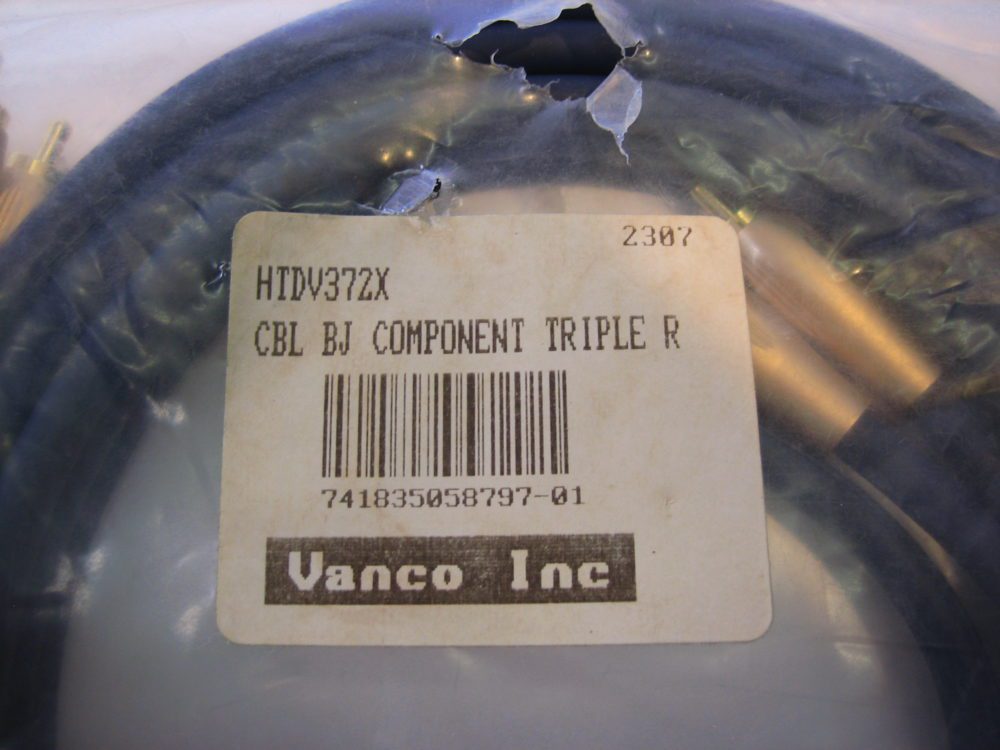 2307
HTDV372X
CBL BJ COMPONENT TRIPLE R
741835058797-01
Vanco Inc